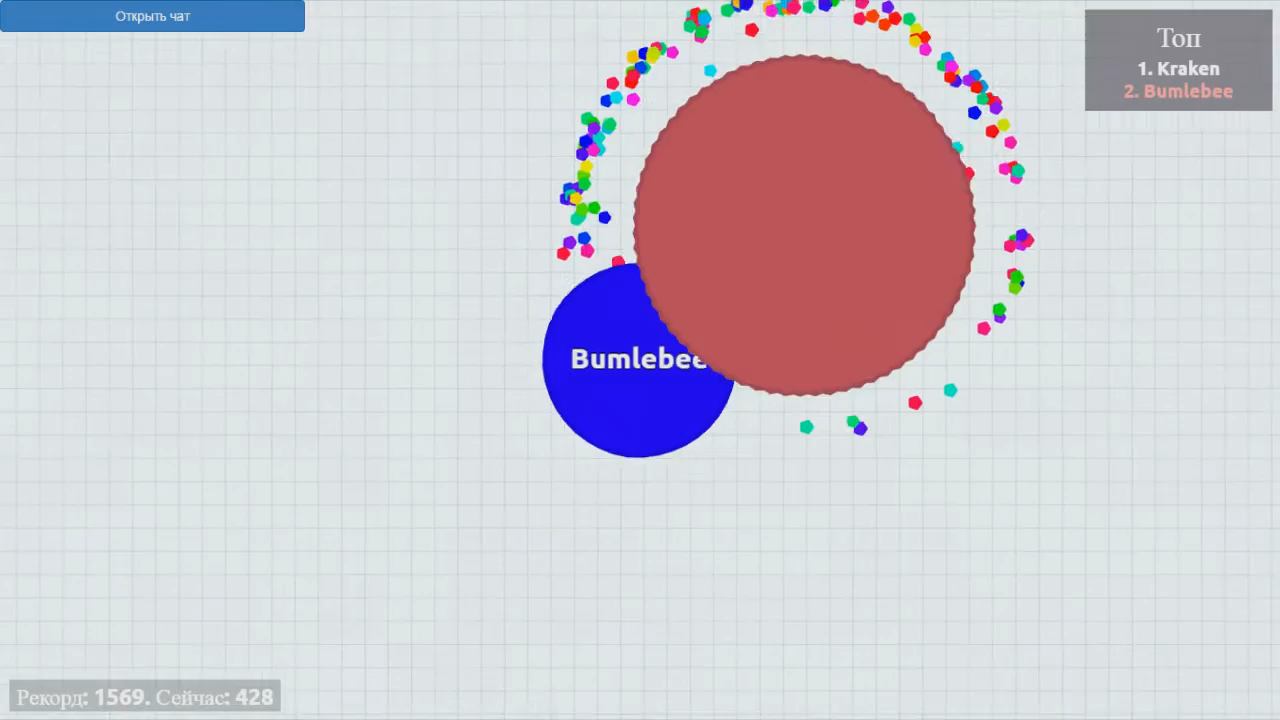 Открыть чат
Топ
1. Kraken
2. Bumlebee
Bumlebee
Рекорд: 1569. Сейчас: 428